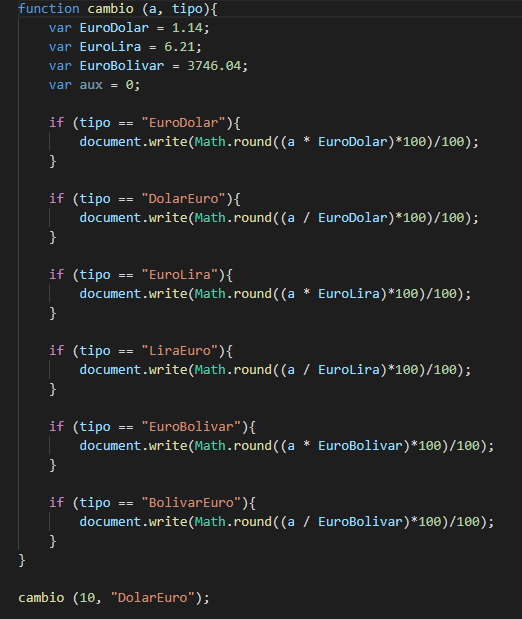 function cambio (a, tipo){
    var EuroDolar = 1.14;
    var EuroLira = 6.21;
    var EuroBolivar = 3746.04;
    var aux = 0;

    if (tipo == "EuroDolar"){
        document.write(Math.round((a * EuroDolar)*100)/100);
    }

    if (tipo == "DolarEuro"){
        document.write(Math.round((a / EuroDolar)*100)/100);
    }

    if (tipo == "EuroLira"){
        document.write(Math.round((a * EuroLira)*100)/100);
    }

    if (tipo == "LiraEuro"){
        document.write(Math.round((a / EuroLira)*100)/100);
    }

    if (tipo == "EuroBolivar"){
        document.write(Math.round((a * EuroBolivar)*100)/100);
    }

    if (tipo == "BolivarEuro"){
        document.write(Math.round((a / EuroBolivar)*100)/100);
    }
}

cambio (10, "DolarEuro");